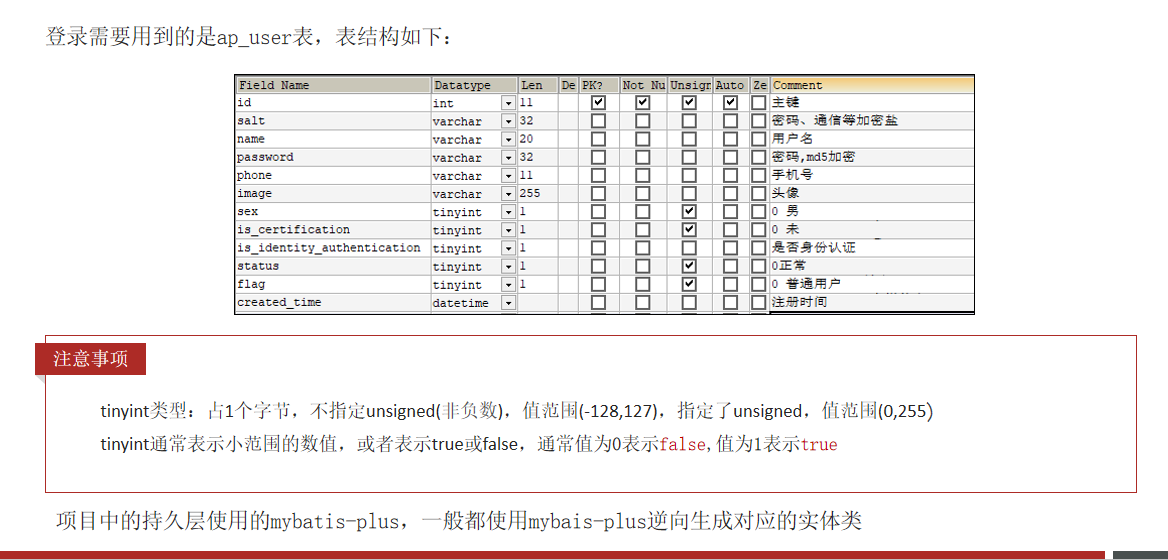 登录需要用到的是ap_user表，表结构如下：
Field Name Datatype Len De PK? Not Nu Unsign Auto Ze Comment
id int 11 主键
salt varchar 32 密码、通信等加密盐
name varchar 20 用户名
password varchar 32 密码,md5加密
phone varchar 11 手机号
image varchar 255 头像
sex tinyint 1 0 男
is_certification tinyint 1 0 未
is_identity_authentication tinyint 1 是否身份认证
status tinyint 1 0正常
flag tinyint 1 0 普通用户
created_time datetime 注册时间
注意事项
tinyint类型：占1个字节，不指定unsigned(非负数)，值范围(-128,127)，指定了unsigned，值范围(0,255)
tinyint通常表示小范围的数值，或者表示true或false，通常值为0表示false,值为1表示true
项目中的持久层使用的mybatis-plus，一般都使用mybais-plus逆向生成对应的实体类